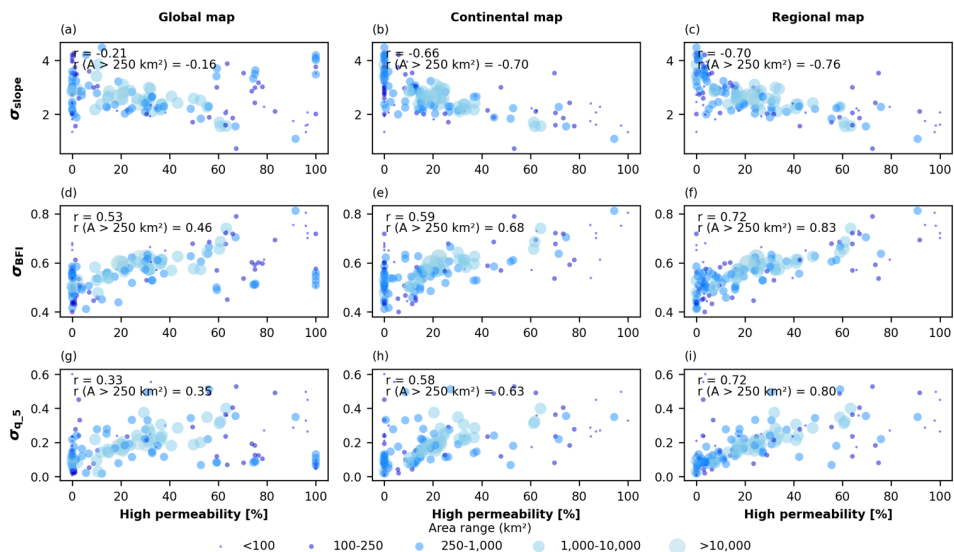 Global map
Continental map
Regional map
(a)
(b)
(c)
r = -0.21
r (A > 250 km²) = -0.16
r = -0.66
r (A > 250 km²) = -0.70
r = -0.70
r (A > 250 km²) = -0.76
σslope
4
2
4
2
4
2
0 20 40 60 80 100
0 20 40 60 80 100
0 20 40 60 80 100
(d)
(e)
(f)
r = 0.53
r (A > 250 km²) = 0.46
r = 0.59
r (A > 250 km²) = 0.68
r = 0.72
r (A > 250 km²) = 0.83
σBFI
0.8
0.6
0.4
0.8
0.6
0.4
0.8
0.6
0.4
0 20 40 60 80 100
0 20 40 60 80 100
0 20 40 60 80 100
(g)
(h)
(i)
r = 0.33
r (A > 250 km²) = 0.35
r = 0.58
r (A > 250 km²) = 0.63
r = 0.72
r (A > 250 km²) = 0.80
σq_5
0.6
0.4
0.2
0.0
0.6
0.4
0.2
0.0
0.6
0.4
0.2
0.0
0 20 40 60 80 100
0 20 40 60 80 100
0 20 40 60 80 100
High permeability [%]
High permeability [%]
High permeability [%]
Area range (km²)
<100
100-250
250-1,000
1,000-10,000
>10,000